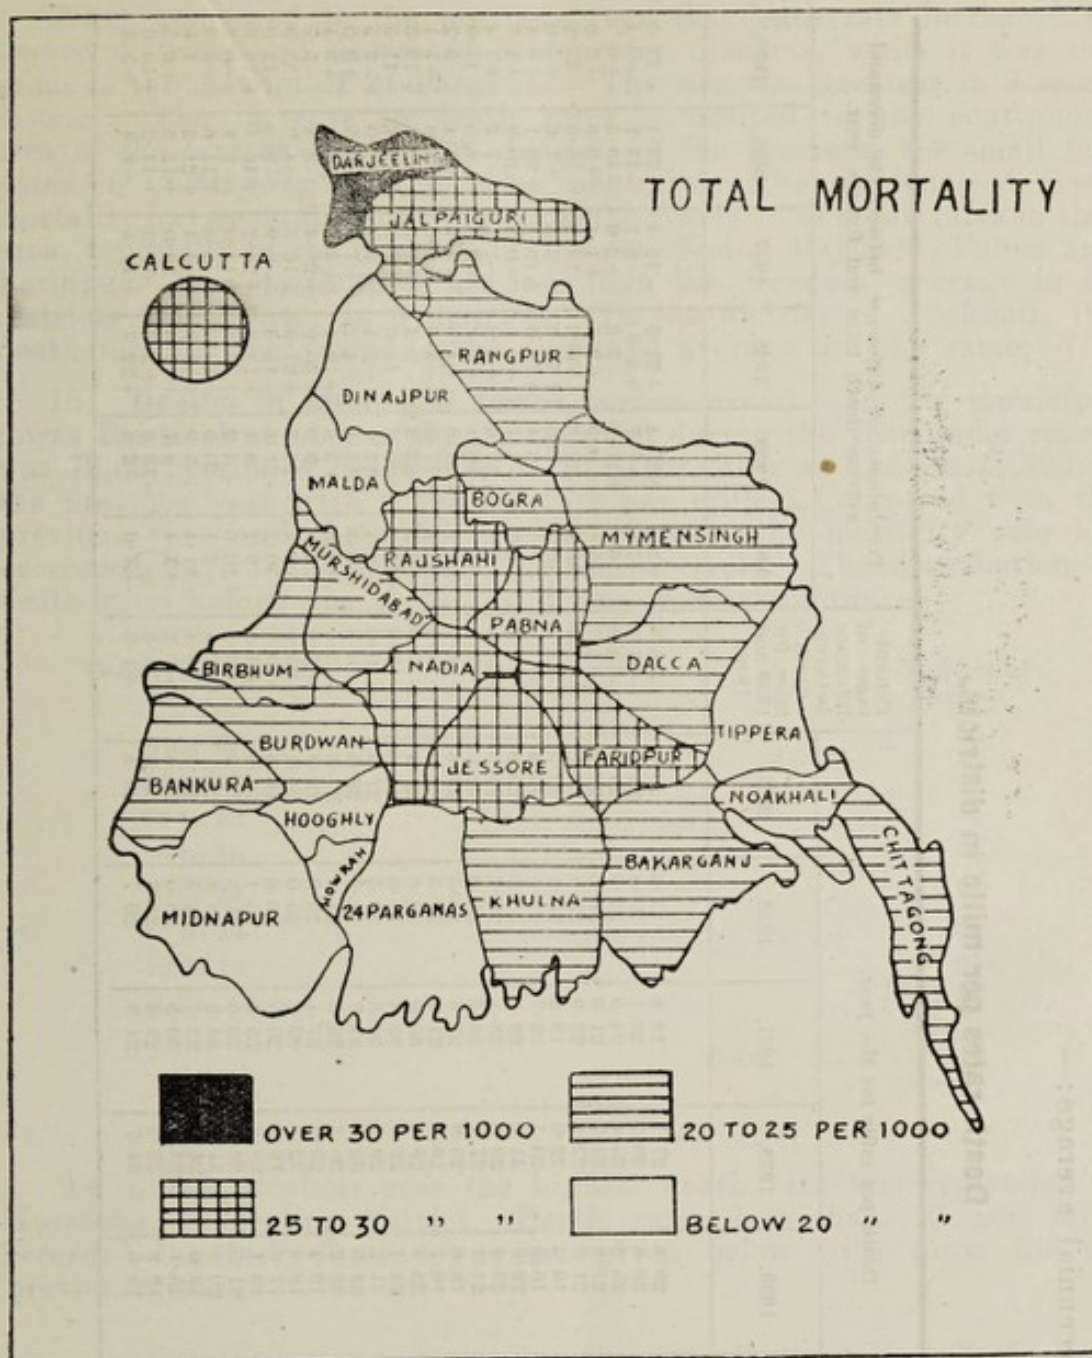 DARJEELING
TOTAL MORTALITY
JALPAIGURI
CALCUTTA
RANGPUR
DINAJPUR
MALDA
BOGRA
MYMENSINGH
RAJSHAHI
MURSHIDABAD
PABNA
BIRBHUM
NADIA
DACCA
BURDWAN
TIPPERA
FARIDPUR
JESSORE
BANKURA
NOAKHALI
HOOGHLY
CHITTAGONG
BAKARGANJ
HOWRAH
KHULNA
MIDNAPUR
24 PARGANAS
OVER 30 PER 1000
20 TO 25 PER 1000
25 TO 30 " "
BELOW 20 " "